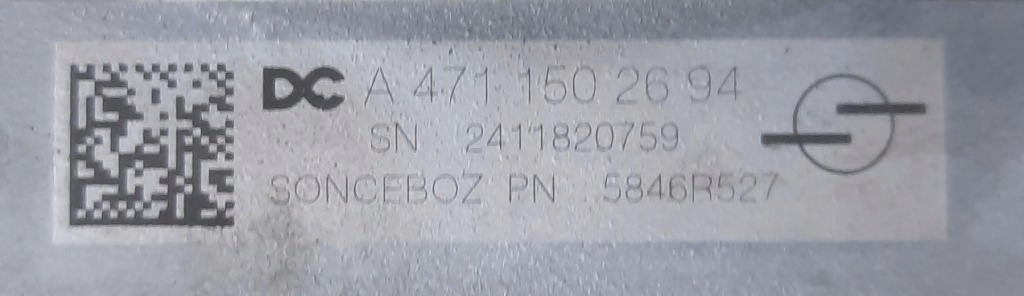 DC A 471 150 26 94
SN 2411820759
SONCEBOZ PN 5846R527